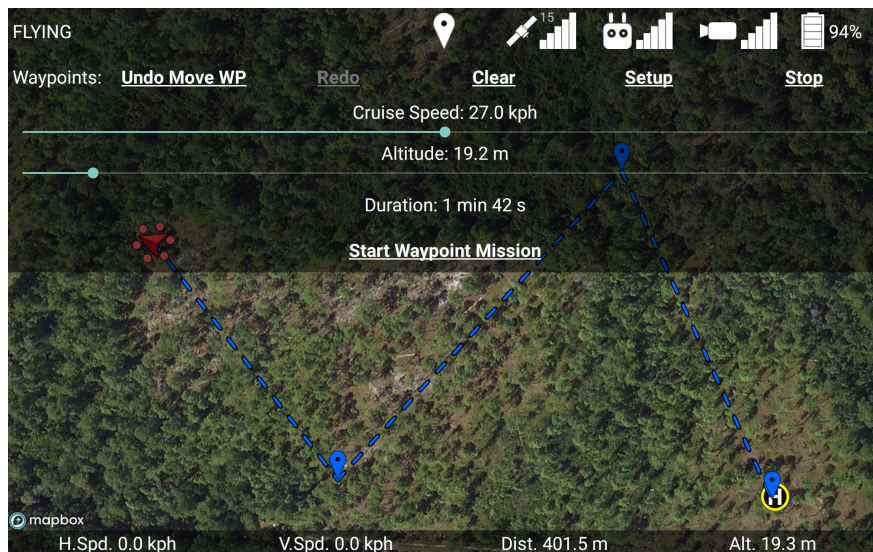 FLYING
15
94%
Waypoints: Undo Move WP Redo Clear Setup Stop
Cruise Speed: 27.0 kph
Altitude: 19.2 m
Duration: 1 min 42 s
Start Waypoint Mission
H
mapbox
H.Spd. 0.0 kph V.Spd. 0.0 kph Dist. 401.5 m Alt. 19.3 m